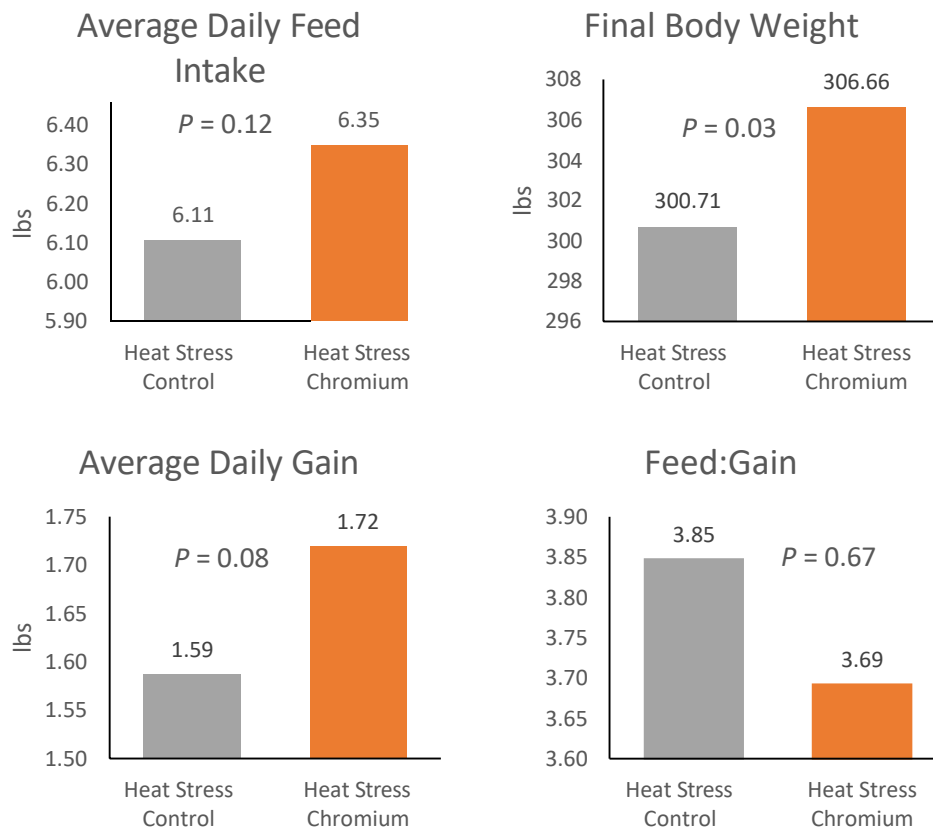 Average Daily Feed
Intake
lbs
6.40
6.30
6.20
6.10
6.00
5.90
P = 0.12
6.11
6.35
Heat Stress
Control
Heat Stress
Chromium
Final Body Weight
lbs
308
306
304
302
300
298
296
P = 0.03
300.71
306.66
Heat Stress
Control
Heat Stress
Chromium
Average Daily Gain
lbs
1.75
1.70
1.65
1.60
1.55
1.50
P = 0.08
1.59
1.72
Heat Stress
Control
Heat Stress
Chromium
Feed:Gain
3.90
3.85
3.80
3.75
3.70
3.65
3.60
3.85
P = 0.67
3.69
Heat Stress
Control
Heat Stress
Chromium